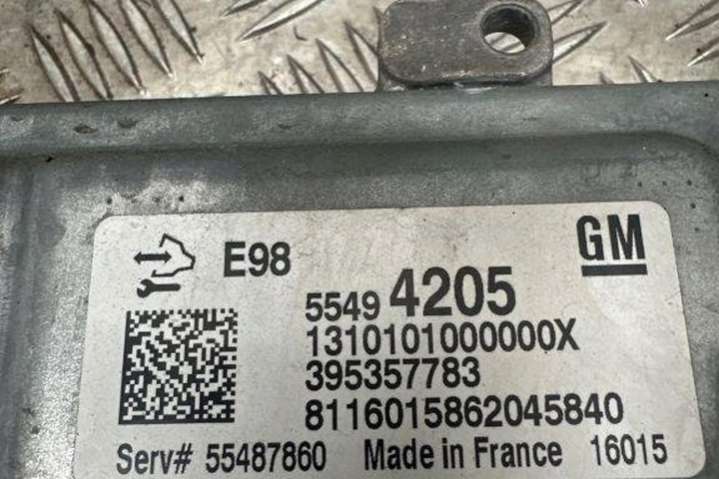 E98 GM
5549 4205
1310101000000X
395357783
8116015862045840
Serv# 55487860 Made in France 16015